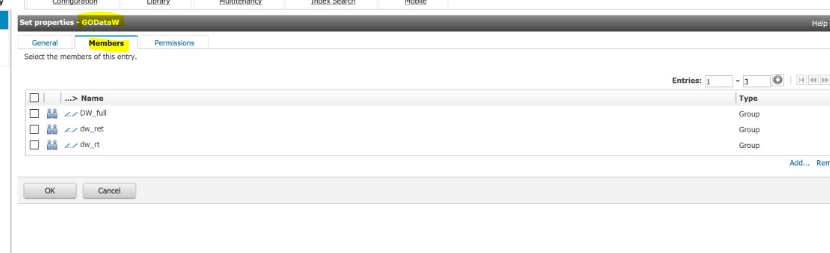 y
Configuration Library Multitenancy Index Search Mobile
Set properties - GODataW Help
General Members Permissions
Select the members of this entry.
Entries: 1 - 3
...> Name Type
DW_full Group
dw_ret Group
dw_rt Group
Add... Rem
OK Cancel